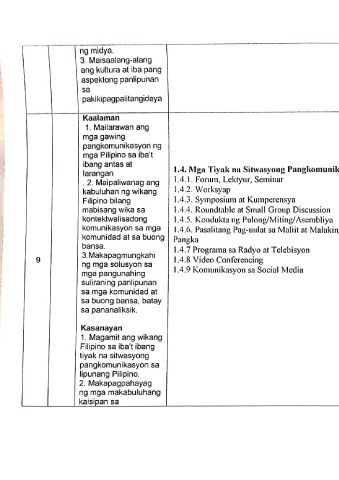 ng midya.
3. Maisaalang-alang
ang kultura at iba pang
aspektong panlipunan
sa
pakikipagpalitangideya
9
Kaalaman
1. Mailarawan ang
mga gawing
pangkomunikasyon ng
mga Pilipino sa iba't
ibang antas at
larangan
. 2. Maipaliwanag ang
kabuluhan ng wikang
Filipino bilang
mabisang wika sa
kontektwalisadong
komunikasyon sa mga
komunidad at sa buong
bansa.
3.Makapagmungkahi
ng mga solusyon sa
mga pangunahing
suliraning panlipunan
sa mga komunidad at
sa buong bansa, batay
sa pananaliksik.
Kasanayan
1. Magamit ang wikang
Filipino sa iba't ibang
tiyak na sitwasyong
pangkomunikasyon sa
lipunang Pilipino.
2. Makapagpahayag
ng mga makabuluhang
kaisipan sa
1.4. Mga Tiyak na Sitwasyong Pangkomunik
1.4.1. Forum, Lektyur, Seminar
1.4.2. Worksyap
1.4.3. Symposium at Kumperensya
1.4.4. Roundtable at Small Group Discussion
1.4.5. Kondukta ng Pulong/Miting/Asembliya
1.4.6. Pasalitang Pag-uulat sa Maliit at Malakin
Pangka
1.4.7 Programa sa Radyo at Telebisyon
1.4.8 Video Conferencing
1.4.9 Komunikasyon sa Social Media